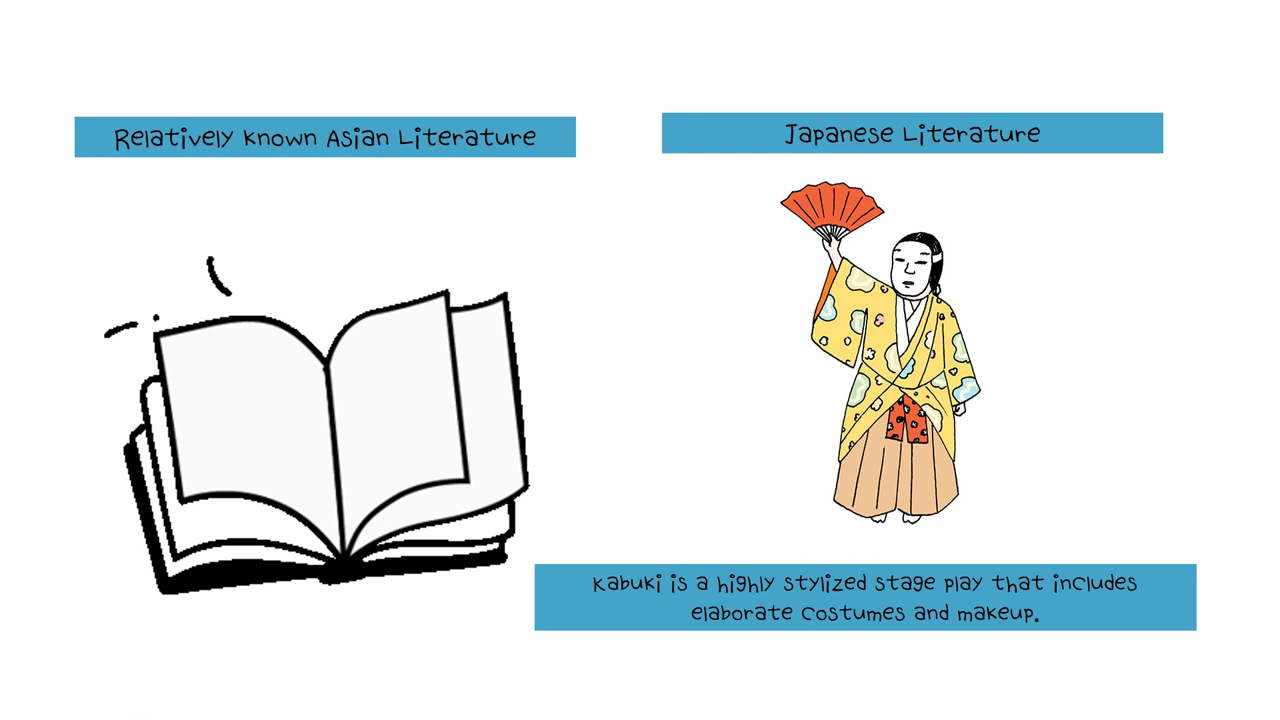 Relatively Known Asian Literature
Japanese Literature
Kabuki is a highly stylized stage play that includes
elaborate costumes and makeup.